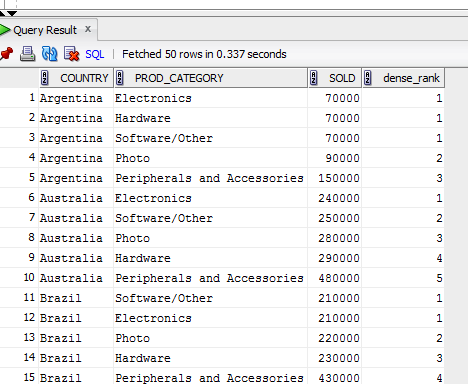 Query Result x
SQL | Fetched 50 rows in 0.337 seconds
COUNTRY PROD_CATEGORY SOLD dense_rank
1 Argentina Electronics 70000 1
2 Argentina Hardware 70000 1
3 Argentina Software/Other 70000 1
4 Argentina Photo 90000 2
5 Argentina Peripherals and Accessories 150000 3
6 Australia Electronics 240000 1
7 Australia Software/Other 250000 2
8 Australia Photo 280000 3
9 Australia Hardware 290000 4
10 Australia Peripherals and Accessories 480000 5
11 Brazil Software/Other 210000 1
12 Brazil Electronics 210000 1
13 Brazil Photo 220000 2
14 Brazil Hardware 230000 3
15 Brazil Peripherals and Accessories 430000 4